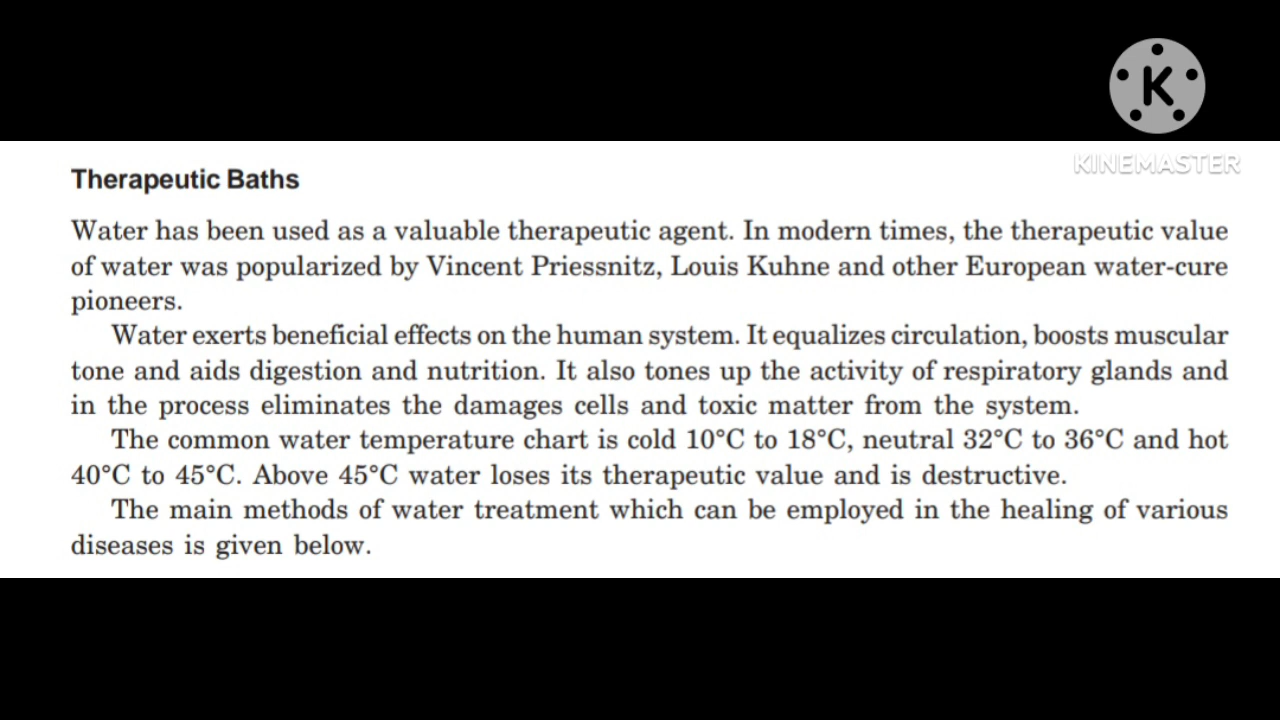 K
KINEMASTER
Therapeutic Baths
Water has been used as a valuable therapeutic agent. In modern times, the therapeutic value
of water was popularized by Vincent Priessnitz, Louis Kuhne and other European water-cure
pioneers.
Water exerts beneficial effects on the human system. It equalizes circulation, boosts muscular
tone and aids digestion and nutrition. It also tones up the activity of respiratory glands and
in the process eliminates the damages cells and toxic matter from the system.
The common water temperature chart is cold 10°C to 18°C, neutral 32°C to 36°C and hot
40°C to 45°C. Above 45°C water loses its therapeutic value and is destructive.
The main methods of water treatment which can be employed in the healing of various
diseases is given below.